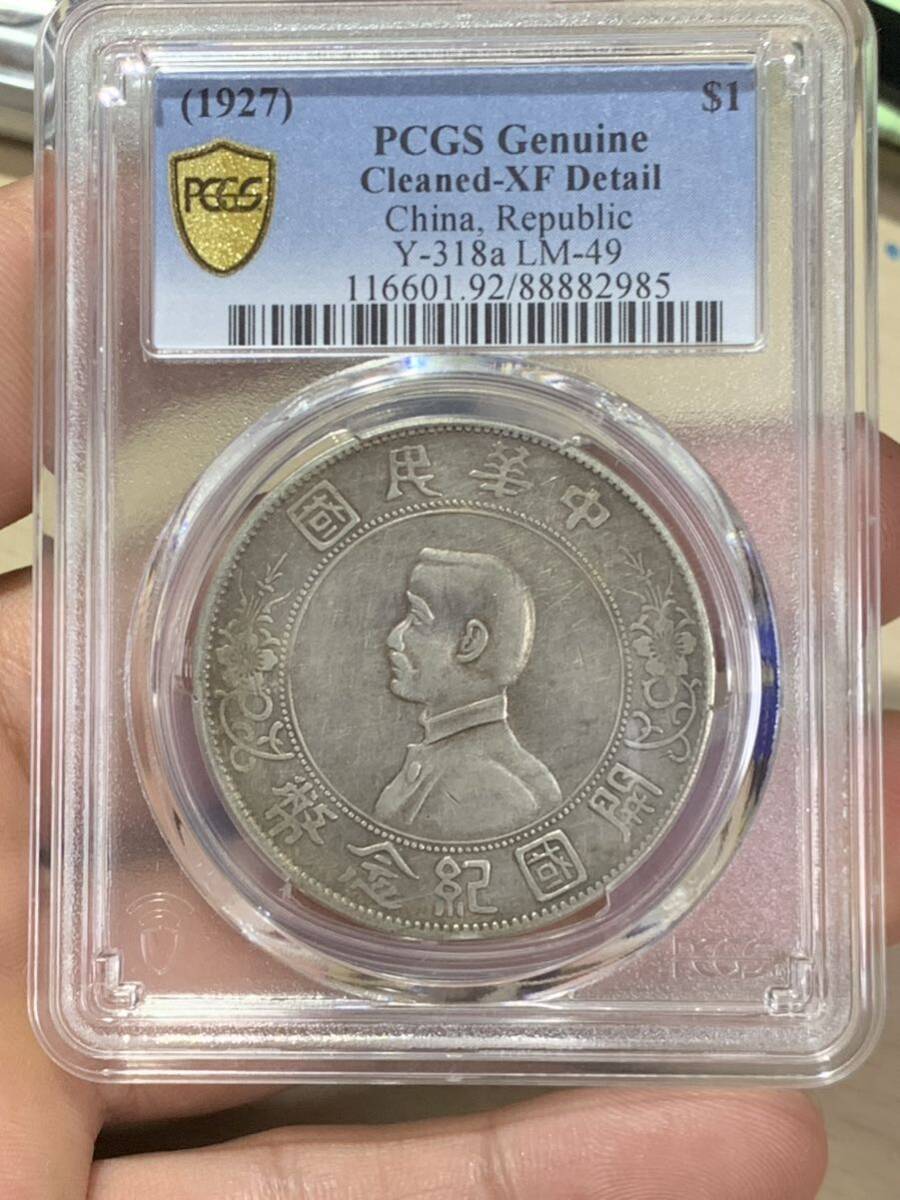 (1927) $1
PCGS Genuine
PCGS
Cleaned-XF Detail
China, Republic
Y-318a LM-49
116601.92/88882985
中華民國
開國紀念幣
PCGS